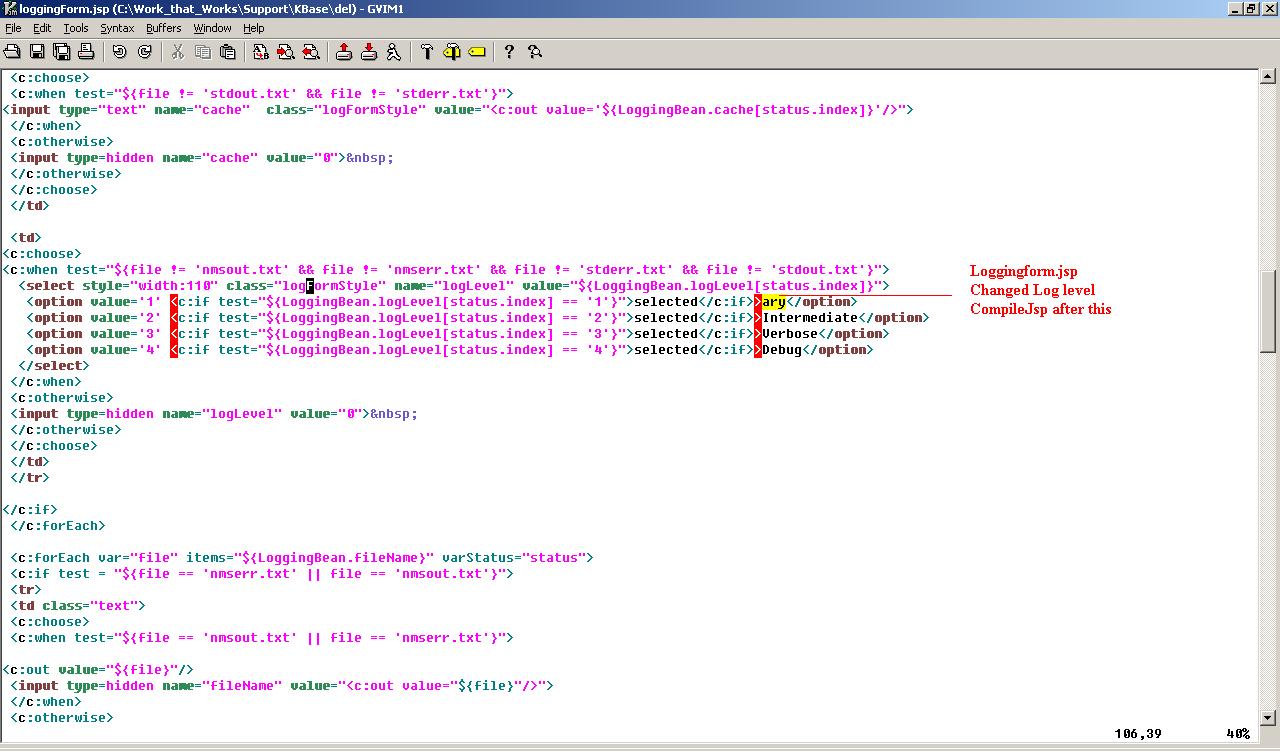 loggingForm.jsp (C:\Work_that_Works\Support\KBase\del) - GVIM1
File Edit Tools Syntax Buffers Window Help
<c:choose>
<c:when test="${file != 'stdout.txt' && file != 'stderr.txt'}">
<input type="text" name="cache"  class="logFormStyle" value="<c:out value='${LoggingBean.cache[status.index]}'/>">
</c:when>
<c:otherwise>
<input type=hidden name="cache" value="0">&nbsp;
</c:otherwise>
</c:choose>
</td>
<td>
<c:choose>
<c:when test="${file != 'nmsout.txt' && file != 'nmserr.txt' && file != 'stderr.txt' && file != 'stdout.txt'}">
<select style="width:110" class="logFormStyle" name="logLevel" value="${LoggingBean.logLevel[status.index]}">
<option value='1' <c:if test="${LoggingBean.logLevel[status.index] == '1'}">selected</c:if>>ary</option>
<option value='2' <c:if test="${LoggingBean.logLevel[status.index] == '2'}">selected</c:if>>Intermediate</option>
<option value='3' <c:if test="${LoggingBean.logLevel[status.index] == '3'}">selected</c:if>>Verbose</option>
<option value='4' <c:if test="${LoggingBean.logLevel[status.index] == '4'}">selected</c:if>>Debug</option>
</select>
</c:when>
<c:otherwise>
<input type=hidden name="logLevel" value="0">&nbsp;
</c:otherwise>
</c:choose>
</td>
</tr>
</c:if>
</c:forEach>
<c:forEach var="file" items="${LoggingBean.fileName}" varStatus="status">
<c:if test = "${file == 'nmserr.txt' || file == 'nmsout.txt'}">
<tr>
<td class="text">
<c:choose>
<c:when test="${file == 'nmsout.txt' || file == 'nmserr.txt'}">
<c:out value="${file}"/>
<input type=hidden name="fileName" value="<c:out value="${file}"/>">
</c:when>
<c:otherwise>
106,39 40%
Loggingform.jsp
Changed Log level
CompileJsp after this